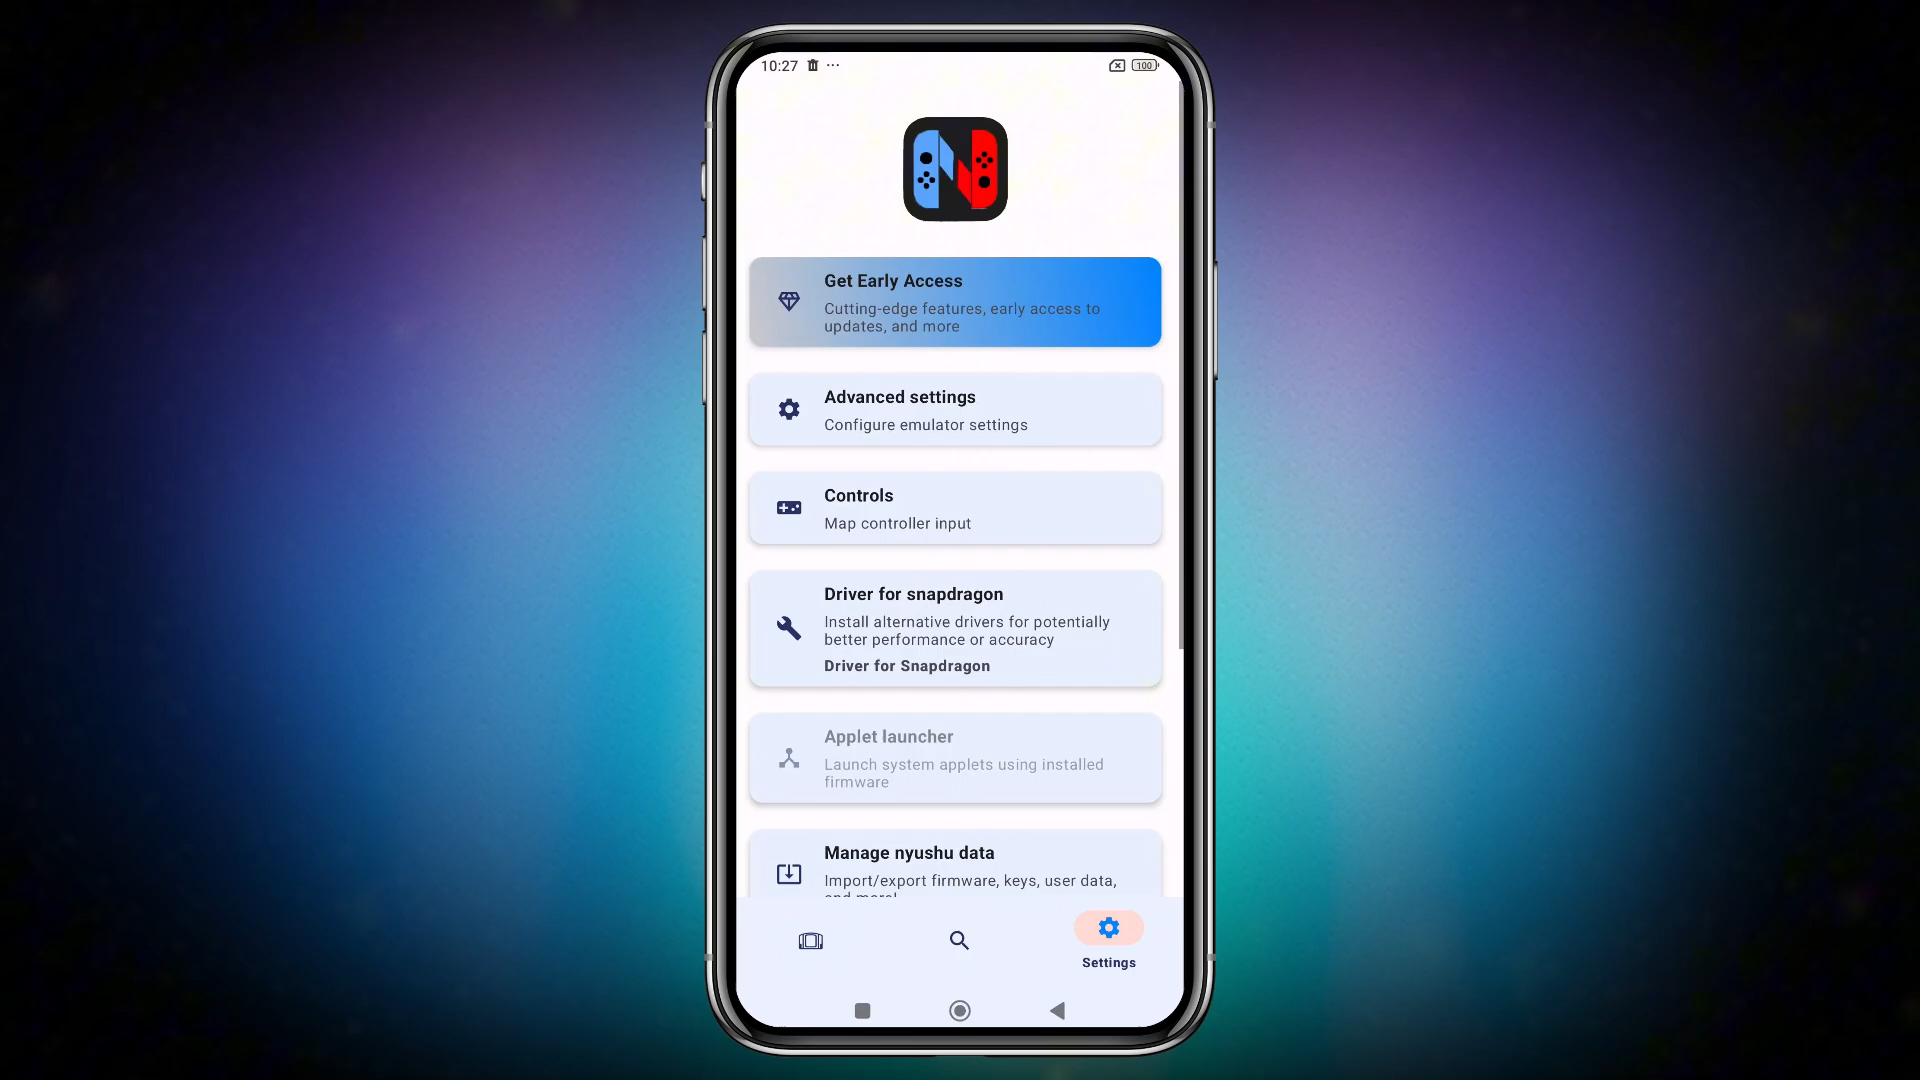 10:27
100
Get Early Access
Cutting-edge features, early access to
updates, and more
Advanced settings
Configure emulator settings
Controls
Map controller input
Driver for snapdragon
Install alternative drivers for potentially
better performance or accuracy
Driver for Snapdragon
Applet launcher
Launch system applets using installed
firmware
Manage nyushu data
Import/export firmware, keys, user data,
and more!
Settings